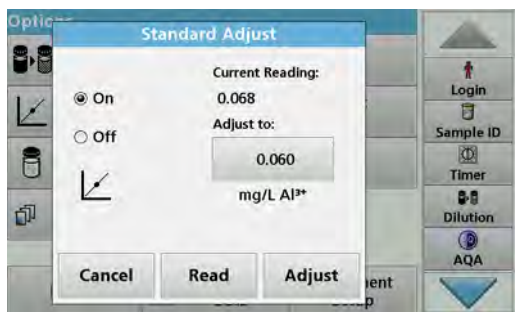 Options
Standard Adjust
Current Reading:
On
0.068
Off
Adjust to:
0.060
mg/L Al³⁺
Cancel
Read
Adjust
Login
Sample ID
Timer
Dilution
AQA